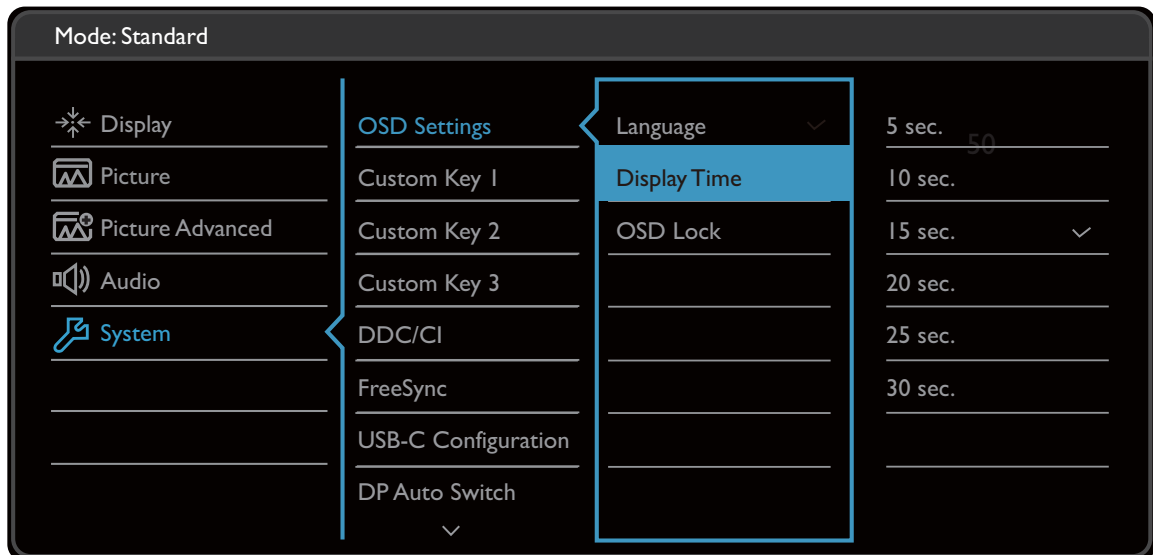 Mode: Standard
Display
Picture
Picture Advanced
Audio
System
OSD Settings
Custom Key 1
Custom Key 2
Custom Key 3
DDC/CI
FreeSync
USB-C Configuration
DP Auto Switch
Language
Display Time
OSD Lock
5 sec.
50
10 sec.
15 sec.
20 sec.
25 sec.
30 sec.